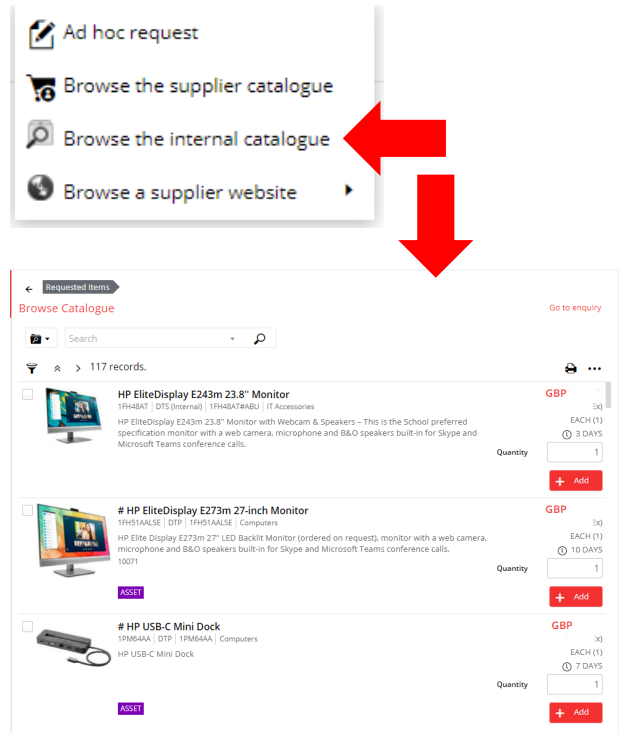 Ad hoc request
Browse the supplier catalogue
Browse the internal catalogue
Browse a supplier website
Requested Items
Browse Catalogue
Go to enquiry
Search
117 records.
HP EliteDisplay E243m 23.8" Monitor
GBP
1FH48AT | DTS (Internal) | 1FH48AT#ABU | IT Accessories
x)
HP EliteDisplay E243m 23.8" Monitor with Webcam & Speakers – This is the School preferred
EACH (1)
specification monitor with a web camera, microphone and B&O speakers built-in for Skype and
3 DAYS
Microsoft Teams conference calls.
Quantity
1
+ Add
# HP EliteDisplay E273m 27-inch Monitor
GBP
1FH51AALSE | DTP | 1FH51AALSE | Computers
x)
HP Elite Display E273m 27" LED Backlit Monitor (ordered on request), monitor with a web camera,
EACH (1)
microphone and B&O speakers built-in for Skype and Microsoft Teams conference calls.
10 DAYS
10071
Quantity
1
ASSET
+ Add
# HP USB-C Mini Dock
GBP
1PM64AA | DTP | 1PM64AA | Computers
x)
HP USB-C Mini Dock
EACH (1)
7 DAYS
Quantity
1
ASSET
+ Add